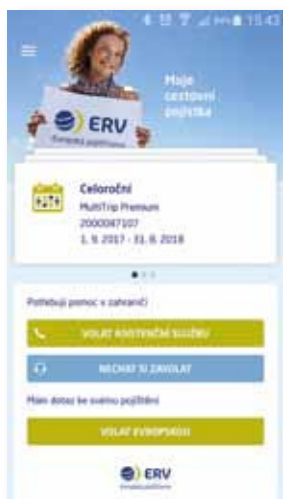 15:43
Moje
cestovní
pojistka
ERV
Evropská pojišťovna
Celoroční
MultiTrip Premium
2000087107
1. 9. 2017 - 31. 8. 2018
Potřebuji pomoc v zahraničí
VOLAT ASISTENČNÍ SLUŽBU
NECHAT SI ZAVOLAT
Mám dotaz ke svému pojištění
VOLAT EVROPSKOU
ERV
Evropská pojišťovna